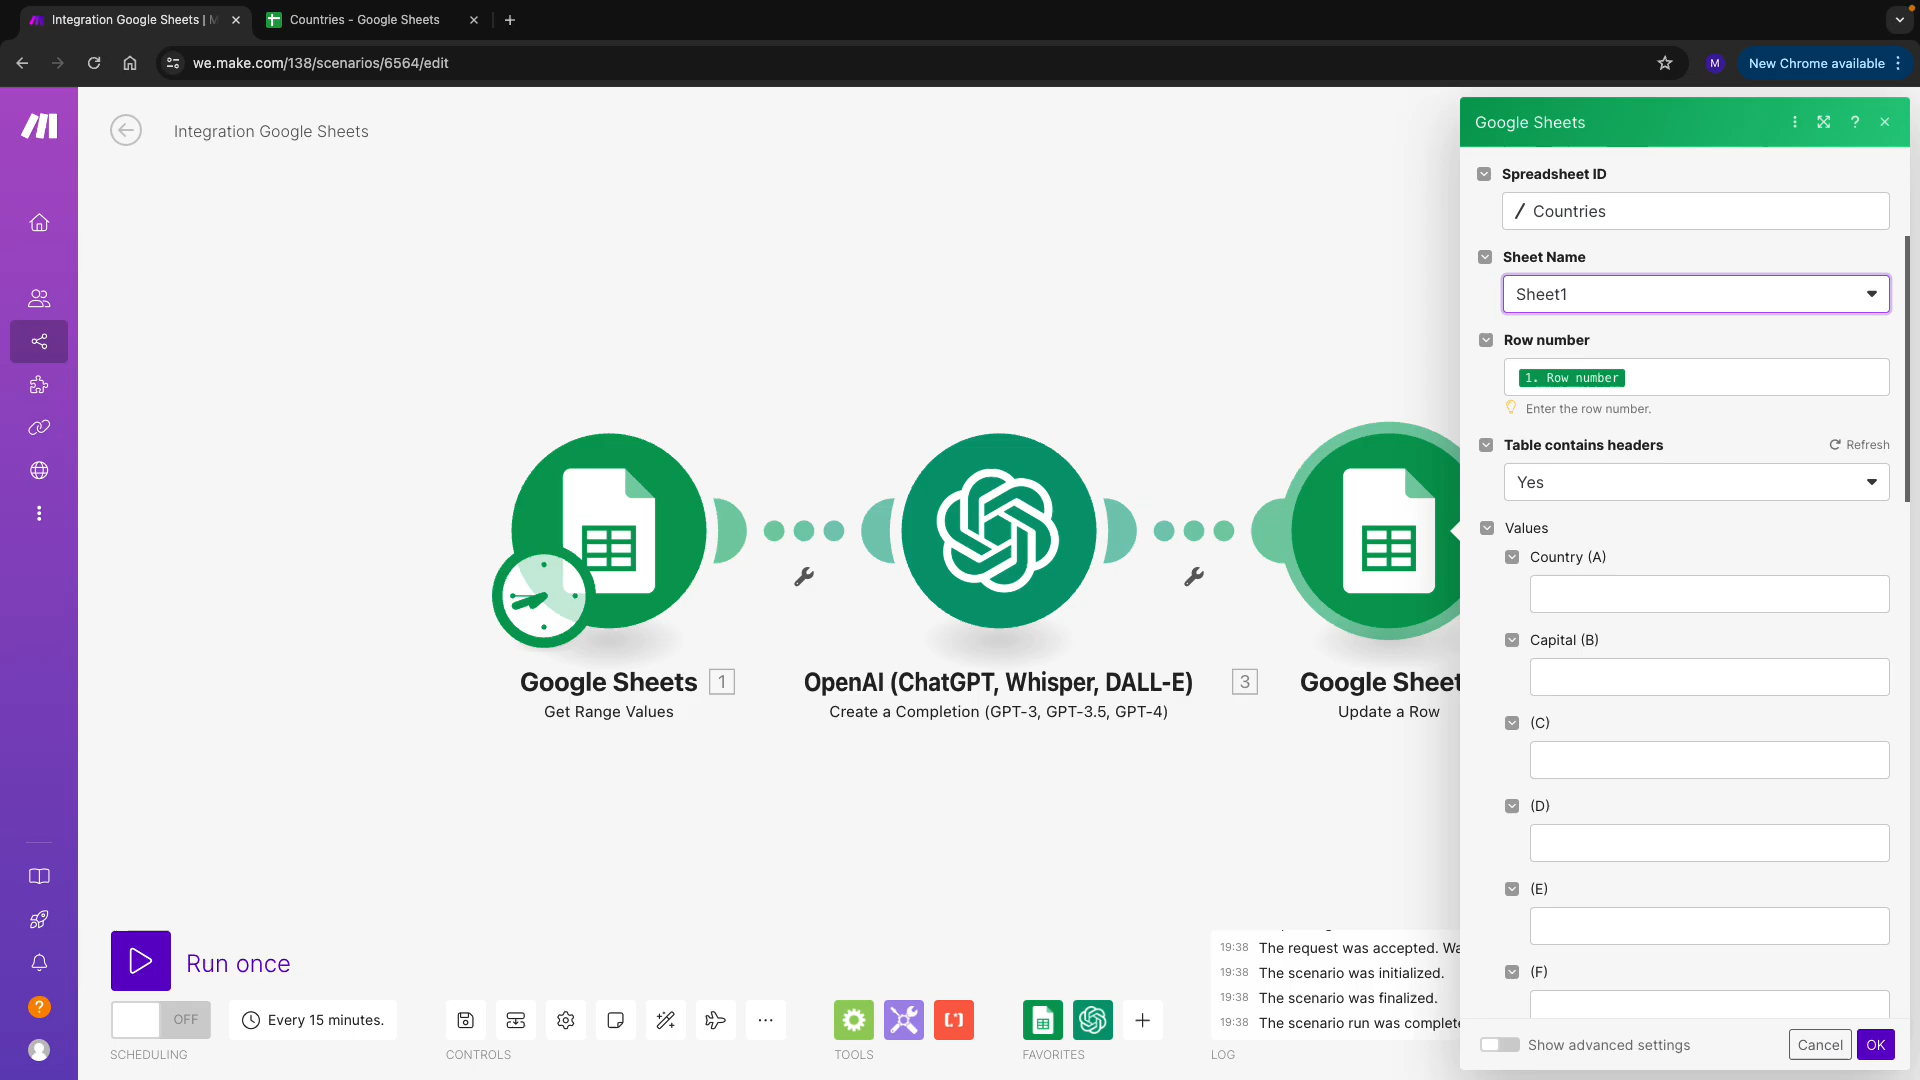 Integration Google Sheets | M
Countries - Google Sheets
we.make.com/138/scenarios/6564/edit
M
New Chrome available
Integration Google Sheets
Google Sheets
?
Spreadsheet ID
/ Countries
Sheet Name
Sheet1
Row number
1. Row number
Enter the row number.
Table contains headers
Refresh
Yes
Values
Country (A)
Capital (B)
(C)
(D)
(E)
(F)
Google Sheets 1
Get Range Values
OpenAI (ChatGPT, Whisper, DALL-E) 3
Create a Completion (GPT-3, GPT-3.5, GPT-4)
Google Sheet
Update a Row
Run once
OFF
Every 15 minutes.
SCHEDULING
CONTROLS
TOOLS
FAVORITES
19:38 The request was accepted. Wa
19:38 The scenario was initialized.
19:38 The scenario was finalized.
19:38 The scenario run was complete
LOG
Show advanced settings
Cancel
OK
?